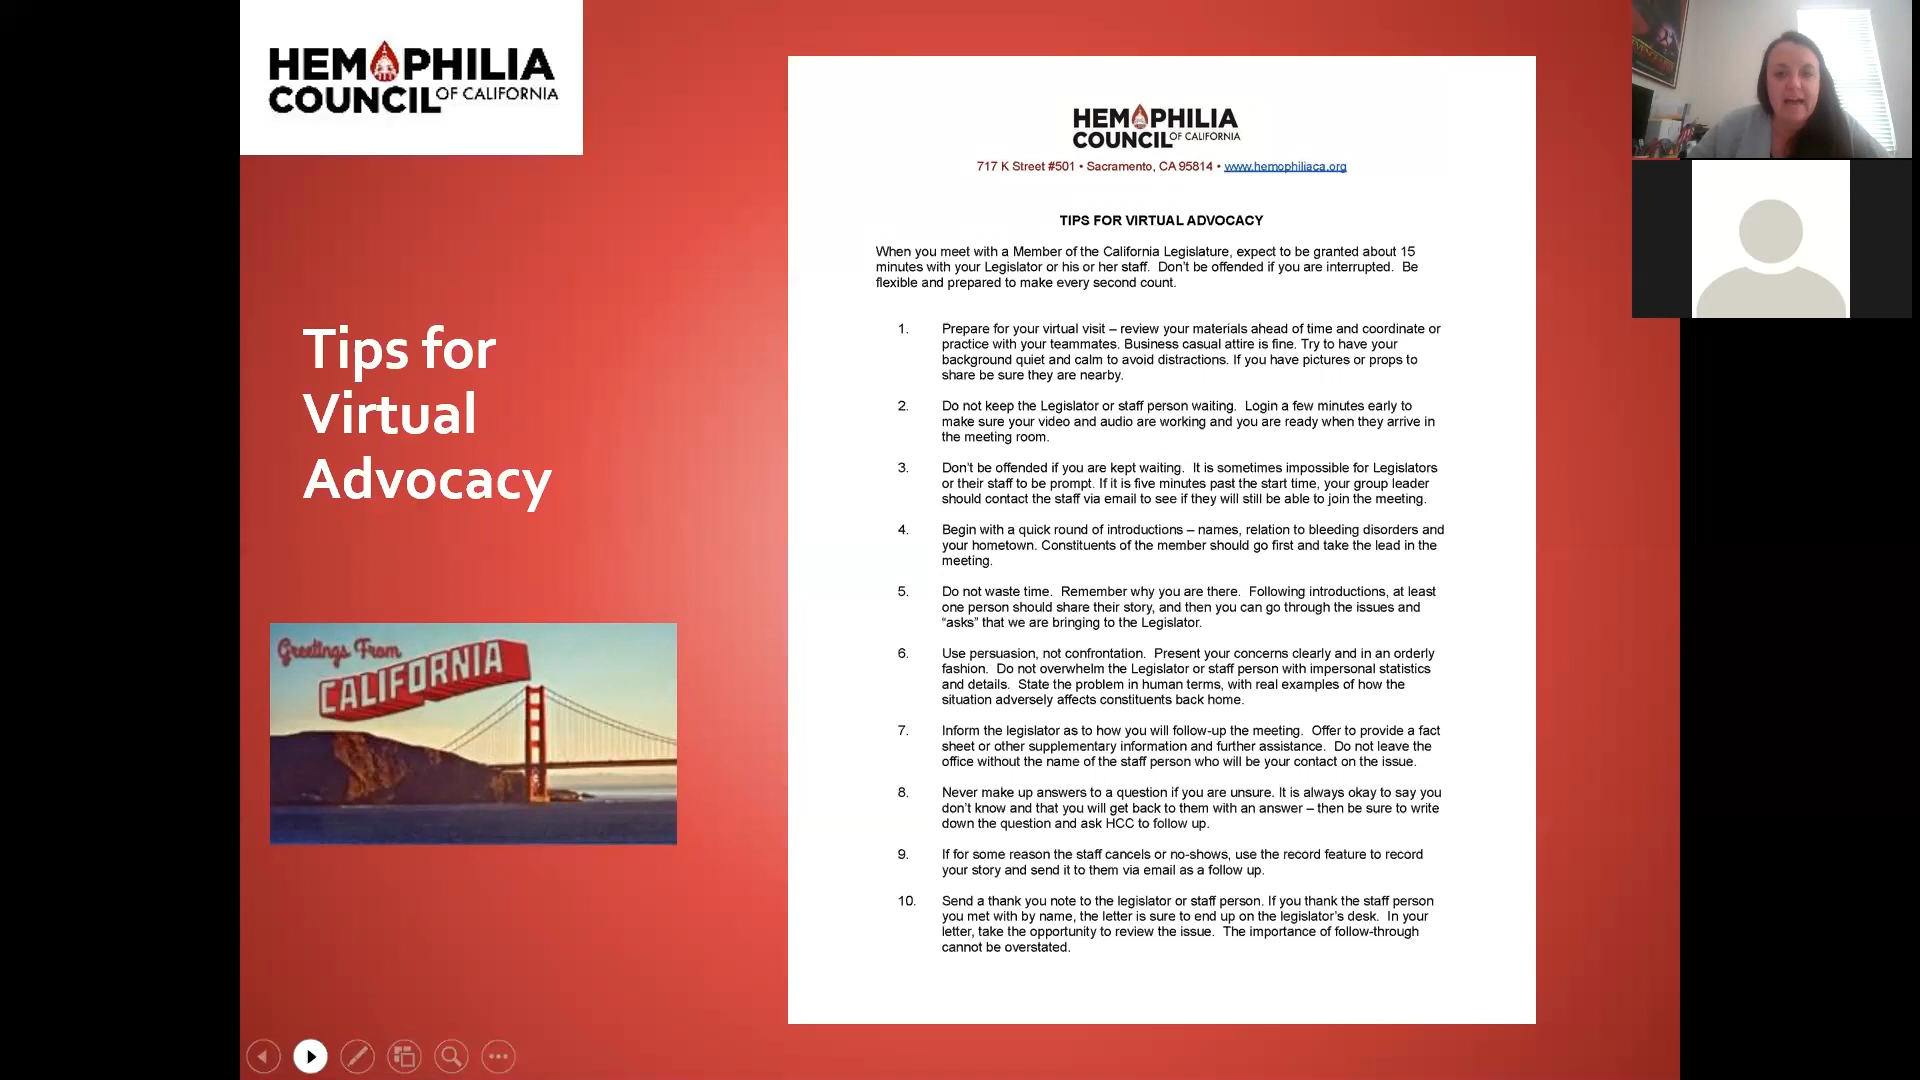 HEMOPHILIA
COUNCIL OF CALIFORNIA
Tips for
Virtual
Advocacy
Greetings From
CALIFORNIA
HEMOPHILIA
COUNCIL OF CALIFORNIA
717 K Street #501 • Sacramento, CA 95814 • www.hemophiliaca.org
TIPS FOR VIRTUAL ADVOCACY
When you meet with a Member of the California Legislature, expect to be granted about 15
minutes with your Legislator or his or her staff.  Don't be offended if you are interrupted.  Be
flexible and prepared to make every second count.
1. Prepare for your virtual visit – review your materials ahead of time and coordinate or
practice with your teammates. Business casual attire is fine. Try to have your
background quiet and calm to avoid distractions. If you have pictures or props to
share be sure they are nearby.
2. Do not keep the Legislator or staff person waiting.  Login a few minutes early to
make sure your video and audio are working and you are ready when they arrive in
the meeting room.
3. Don't be offended if you are kept waiting.  It is sometimes impossible for Legislators
or their staff to be prompt. If it is five minutes past the start time, your group leader
should contact the staff via email to see if they will still be able to join the meeting.
4. Begin with a quick round of introductions – names, relation to bleeding disorders and
your hometown. Constituents of the member should go first and take the lead in the
meeting.
5. Do not waste time.  Remember why you are there.  Following introductions, at least
one person should share their story, and then you can go through the issues and
“asks” that we are bringing to the Legislator.
6. Use persuasion, not confrontation.  Present your concerns clearly and in an orderly
fashion.  Do not overwhelm the Legislator or staff person with impersonal statistics
and details.  State the problem in human terms, with real examples of how the
situation adversely affects constituents back home.
7. Inform the legislator as to how you will follow-up the meeting.  Offer to provide a fact
sheet or other supplementary information and further assistance.  Do not leave the
office without the name of the staff person who will be your contact on the issue.
8. Never make up answers to a question if you are unsure. It is always okay to say you
don't know and that you will get back to them with an answer – then be sure to write
down the question and ask HCC to follow up.
9. If for some reason the staff cancels or no-shows, use the record feature to record
your story and send it to them via email as a follow up.
10. Send a thank you note to the legislator or staff person. If you thank the staff person
you met with by name, the letter is sure to end up on the legislator's desk.  In your
letter, take the opportunity to review the issue.  The importance of follow-through
cannot be overstated.